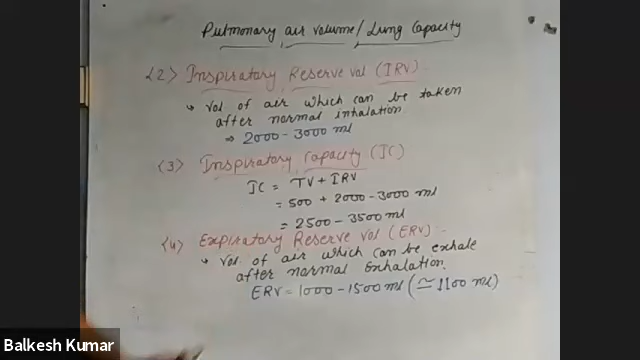 Pulmonary air volume/Lung Capacity
(2) Inspiratory Reserve vol (IRV)
Vol of air which can be taken
after normal inhalation
⇒ 2000 - 3000 ml
(3) Inspiratory Capacity (IC)
IC = TV + IRV
= 500 + 2000 - 3000 ml
= 2500 - 3500 ml
(4) Expiratory Reserve Vol (ERV)
Vol. of air which can be exhale
after normal Exhalation.
ERV = 1000 - 1500 ml (≅ 1100 ml)
Balkesh Kumar